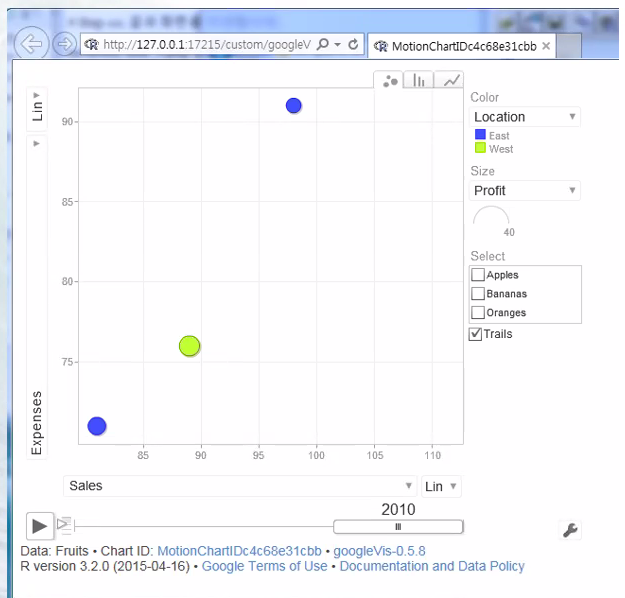 http://127.0.0.1:17215/custom/googleV
MotionChartIDc4c68e31cbb
Lin
90
85
80
75
Expenses
85 90 95 100 105 110
Color
Location
East
West
Size
Profit
40
Select
Apples
Bananas
Oranges
Trails
Sales
Lin
2010
Data: Fruits • Chart ID: MotionChartIDc4c68e31cbb • googleVis-0.5.8
R version 3.2.0 (2015-04-16) • Google Terms of Use • Documentation and Data Policy